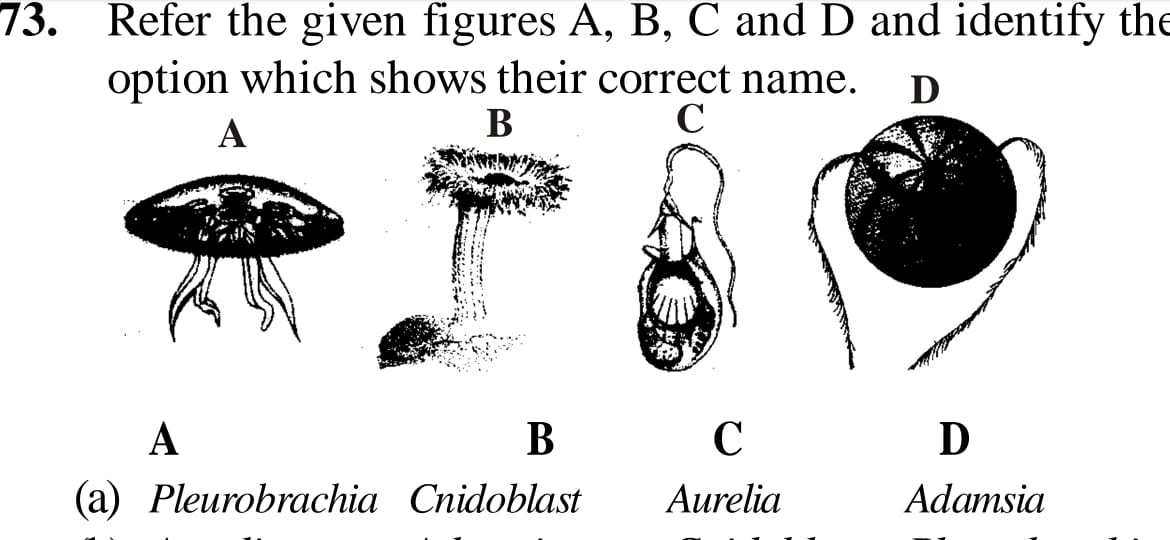 73. Refer the given figures A, B, C and D and identify the
option which shows their correct name.
A B C D
A B C D
(a) Pleurobrachia Cnidoblast Aurelia Adamsia